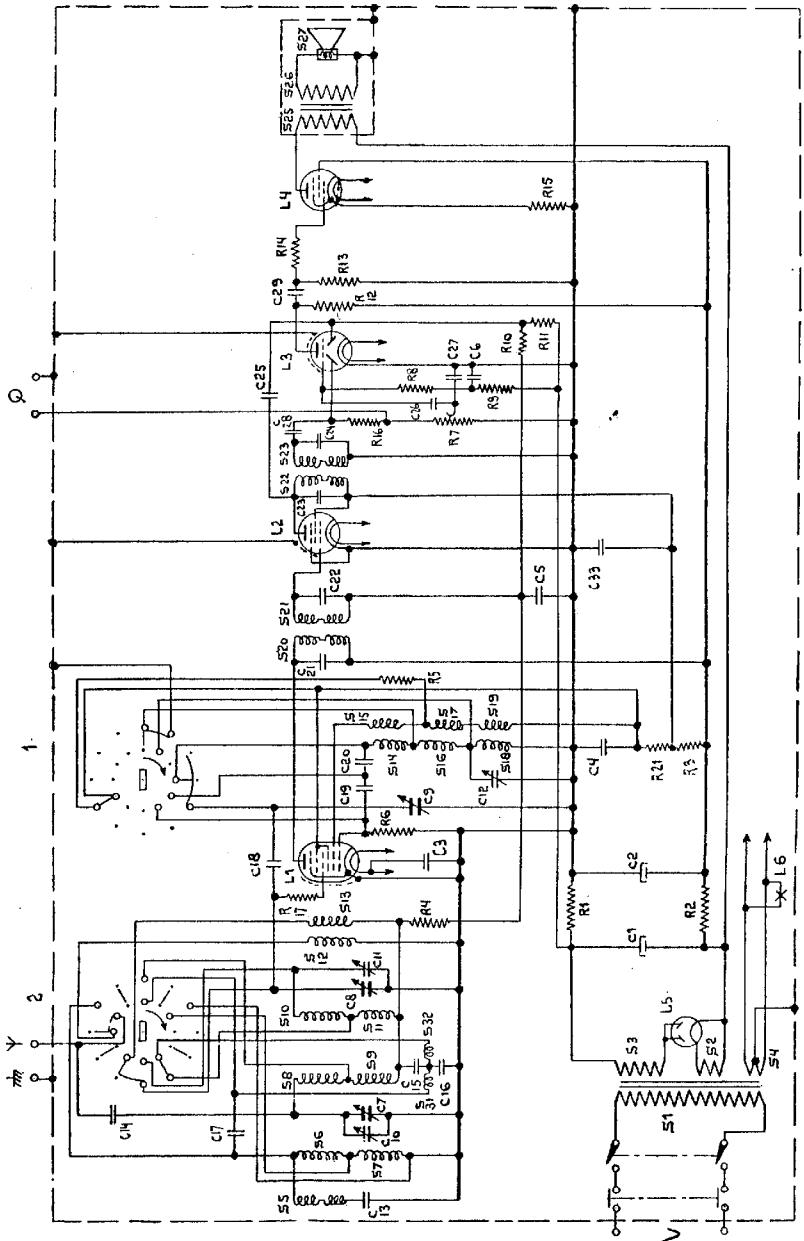 1
2
Q
V
S1
S2
S3
S4
S5
S6
S7
S8
S9
S10
S11
S12
S13
S14
S15
S16
S17
S18
S19
S20
S21
S22
S23
S25
S26
S27
S31
S32
C1
C2
C3
C4
C5
C6
C7
C8
C9
C10
C11
C12
C13
C14
C15
C16
C17
C18
C19
C20
C21
C22
C23
C24
C25
C26
C27
C28
C29
C33
R1
R2
R3
R4
R5
R6
R7
R8
R9
R10
R11
R12
R13
R14
R15
R16
R17
R21
L1
L2
L3
L4
L5
L6